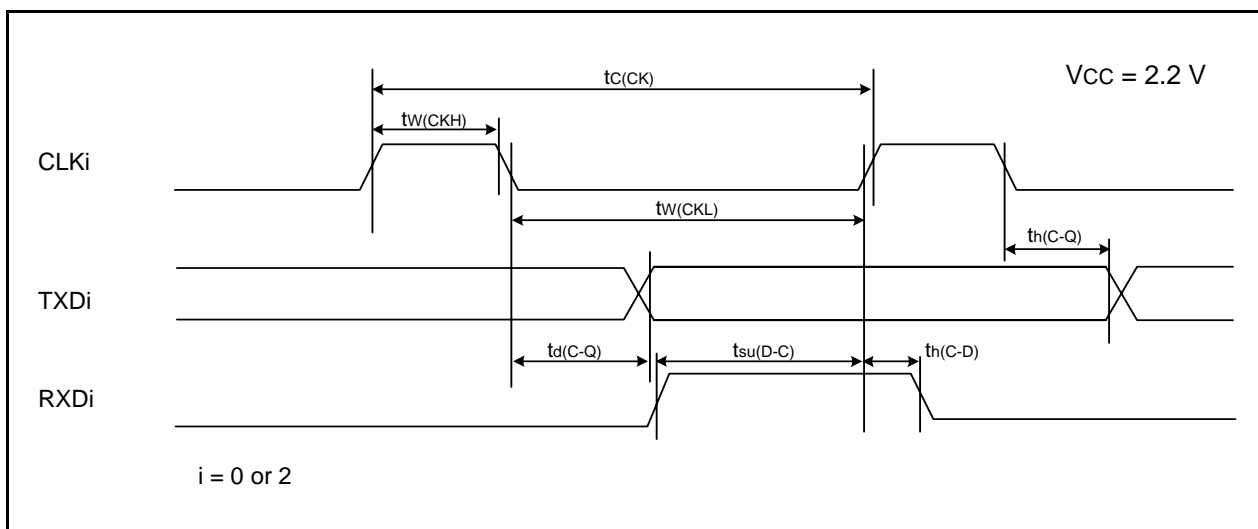 VCC = 2.2 V
tC(CK)
tW(CKH)
CLKi
tW(CKL)
th(C-Q)
TXDi
td(C-Q)
tsu(D-C)
th(C-D)
RXDi
i = 0 or 2